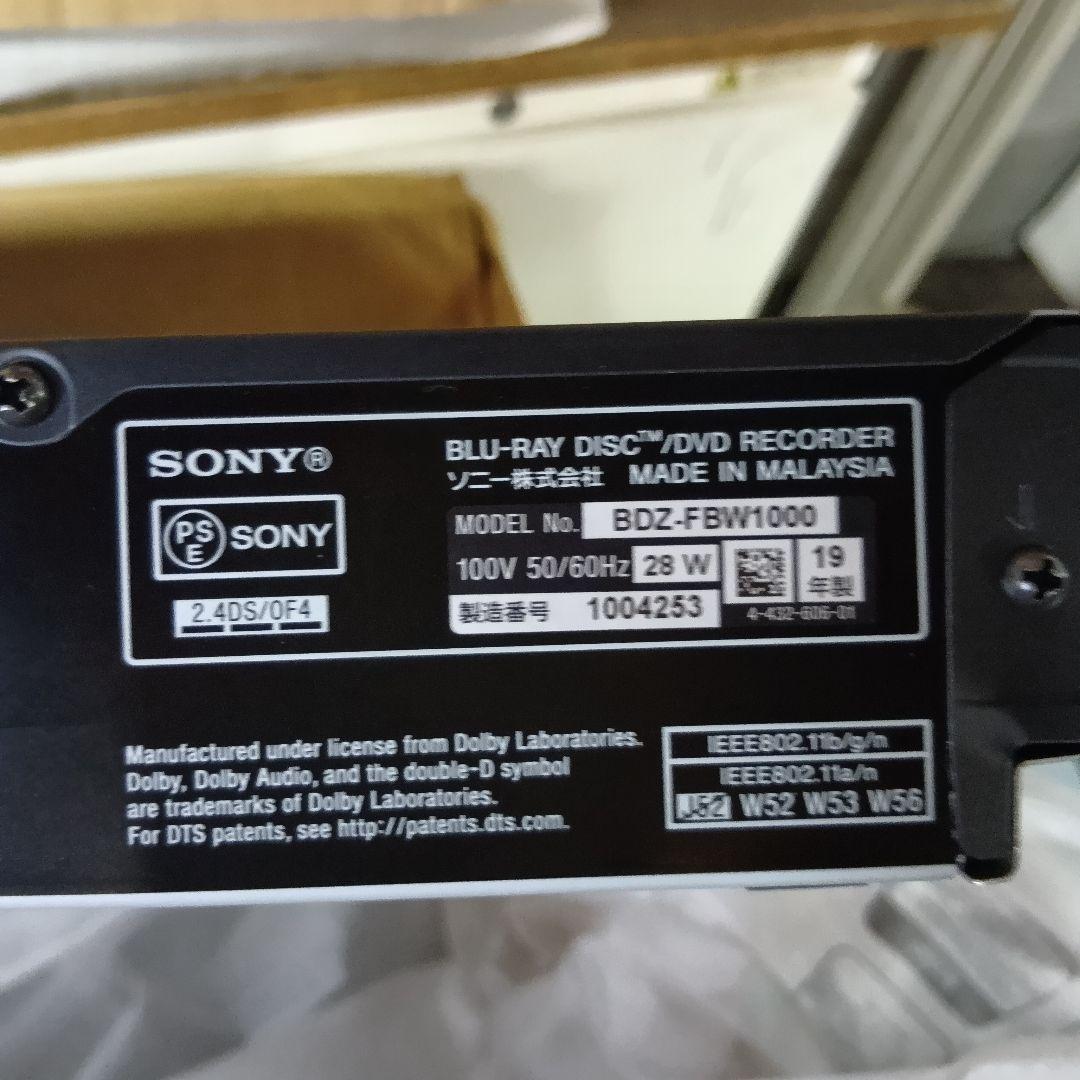 SONY®
BLU-RAY DISC™/DVD RECORDER
ソニー株式会社 MADE IN MALAYSIA
PS
E
SONY
MODEL No. BDZ-FBW1000
100V 50/60Hz 28 W
19
年製
2.4DS/OF4
製造番号 1004253
4-432-606-01
Manufactured under license from Dolby Laboratories.
Dolby, Dolby Audio, and the double-D symbol
are trademarks of Dolby Laboratories.
For DTS patents, see http://patents.dts.com.
IEEE802.11b/g/n
IEEE802.11a/n
J52 W52 W53 W56